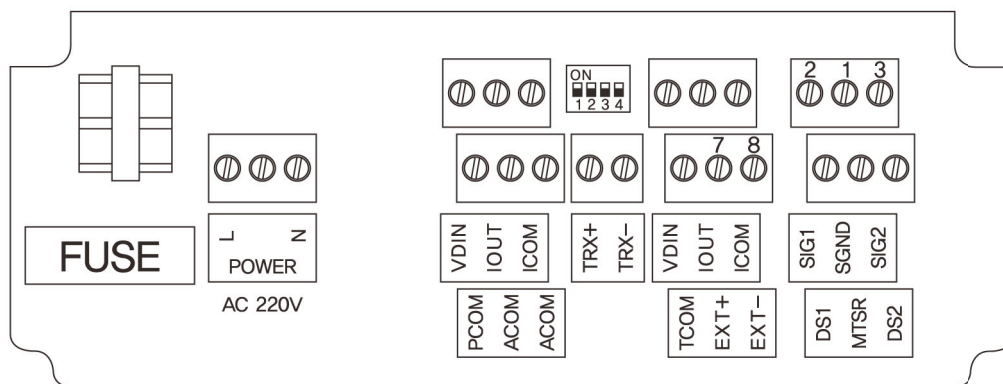 2 1 3
ON
1 2 3 4
7 8
FUSE
L N
POWER
AC 220V
VDIN
IOUT
ICOM
TRX+
TRX-
VDIN
IOUT
ICOM
SIG1
SGND
SIG2
PCOM
ACOM
ACOM
TCOM
EXT+
EXT-
DS1
MTSR
DS2